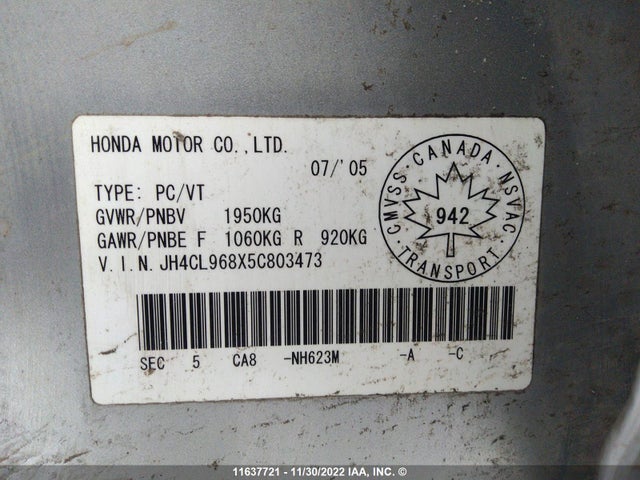 HONDA MOTOR CO.,LTD.
07/'05
TYPE: PC/VT
GVWR/PNBV 1950KG
GAWR/PNBE F 1060KG R 920KG
V.I.N. JH4CL968X5C803473
CMVSS · CANADA · NSVAC · TRANSPORT
942
SEC 5 CA8 -NH623M -A -C
11637721 - 11/30/2022 IAA, INC. ©